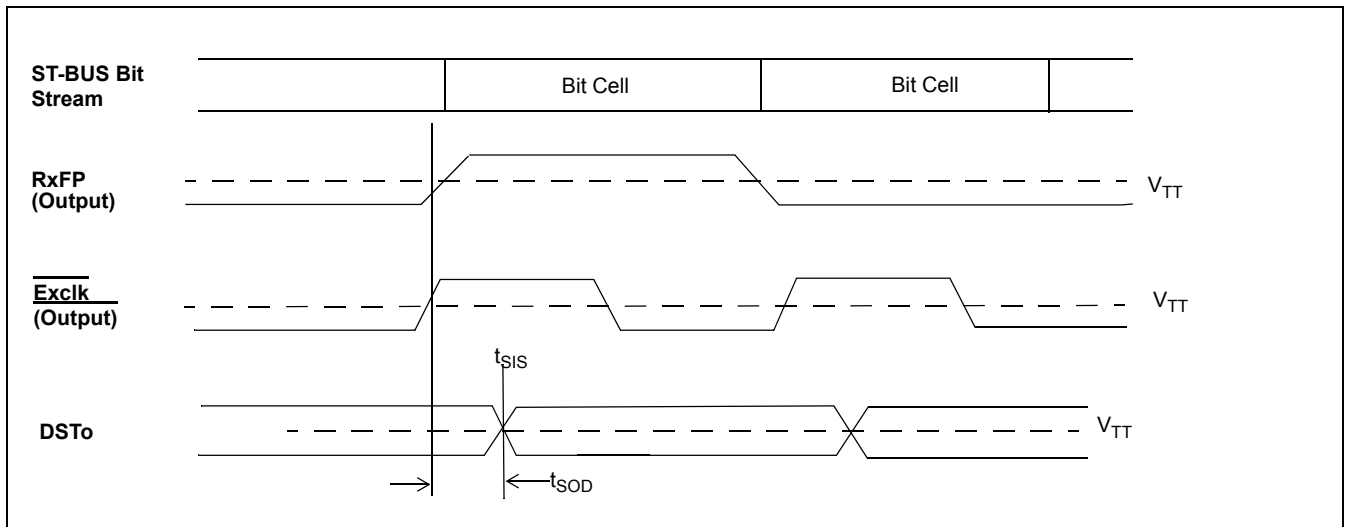 ST-BUS Bit
Stream
Bit Cell
Bit Cell
RxFP
(Output)
VTT
Exclk
(Output)
VTT
tSIS
DSTo
VTT
tSOD